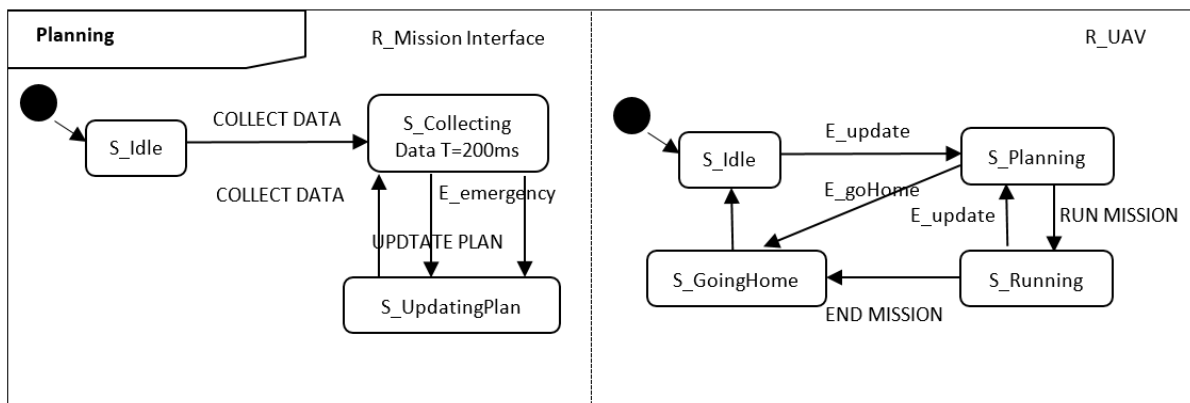 Planning
R_Mission Interface
COLLECT DATA
S_Idle
S_Collecting
Data T=200ms
COLLECT DATA
E_emergency
UPDTATE PLAN
S_UpdatingPlan
R_UAV
E_update
S_Idle
S_Planning
E_goHome
E_update
RUN MISSION
S_GoingHome
S_Running
END MISSION